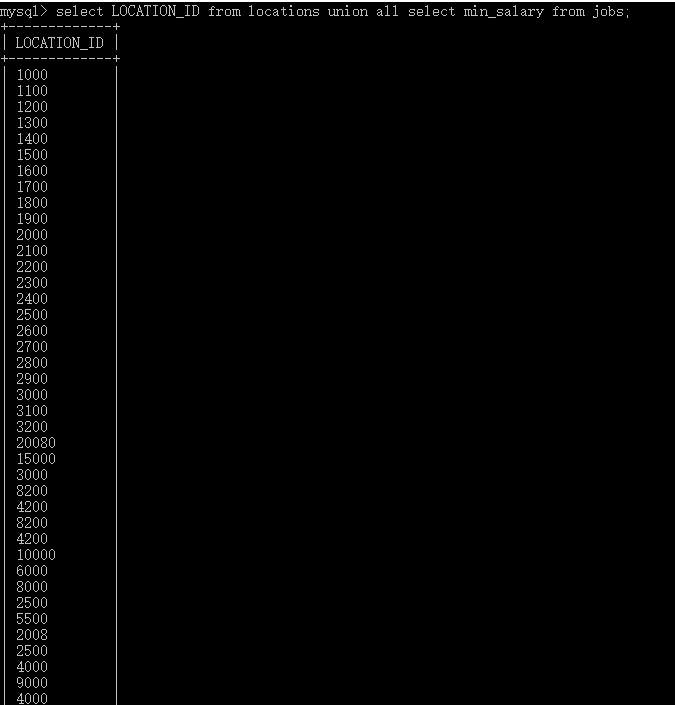 mysql> select LOCATION_ID from locations union all select min_salary from jobs;
+-------------+
| LOCATION_ID |
+-------------+
| 1000        |
| 1100        |
| 1200        |
| 1300        |
| 1400        |
| 1500        |
| 1600        |
| 1700        |
| 1800        |
| 1900        |
| 2000        |
| 2100        |
| 2200        |
| 2300        |
| 2400        |
| 2500        |
| 2600        |
| 2700        |
| 2800        |
| 2900        |
| 3000        |
| 3100        |
| 3200        |
| 20080       |
| 15000       |
| 3000        |
| 8200        |
| 4200        |
| 8200        |
| 4200        |
| 10000       |
| 6000        |
| 8000        |
| 2500        |
| 5500        |
| 2008        |
| 2500        |
| 4000        |
| 9000        |
| 4000        |